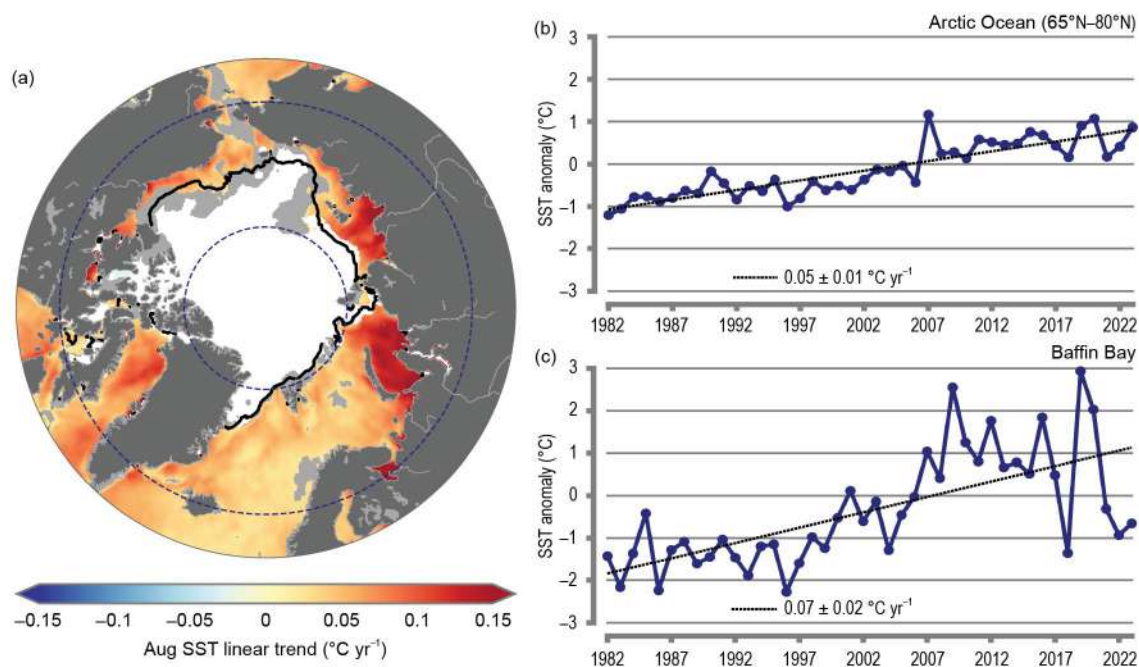 (a)
−0.15 −0.1 −0.05 0 0.05 0.1 0.15
Aug SST linear trend (°C yr⁻¹)
(b)
Arctic Ocean (65°N–80°N)
3
2
1
0
−1
−2
−3
SST anomaly (°C)
0.05 ± 0.01 °C yr⁻¹
1982 1987 1992 1997 2002 2007 2012 2017 2022
(c)
Baffin Bay
3
2
1
0
−1
−2
−3
SST anomaly (°C)
0.07 ± 0.02 °C yr⁻¹
1982 1987 1992 1997 2002 2007 2012 2017 2022